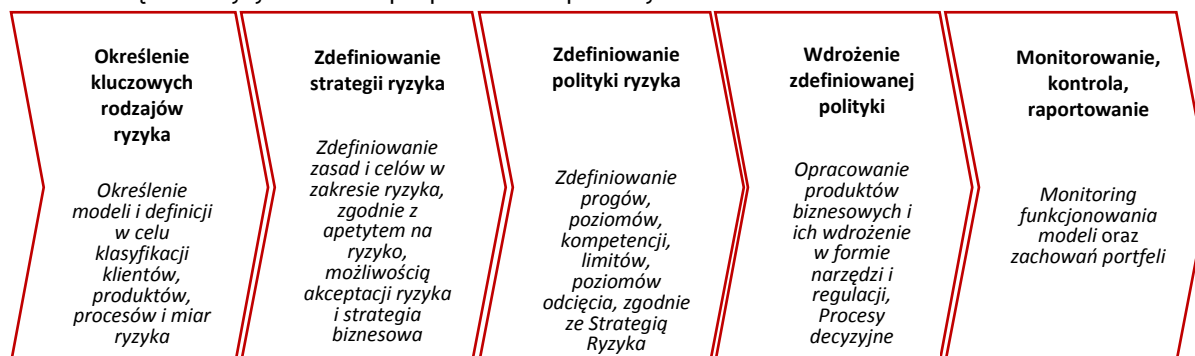 Określenie
kluczowych
rodzajów
ryzyka
Określenie
modeli i definicji
w celu
klasyfikacji
klientów,
produktów,
procesów i miar
ryzyka
Zdefiniowanie
strategii ryzyka
Zdefiniowanie
zasad i celów w
zakresie ryzyka,
zgodnie z
apetytem na
ryzyko,
możliwością
akceptacji ryzyka
i strategia
biznesowa
Zdefiniowanie
polityki ryzyka
Zdefiniowanie
progów,
poziomów,
kompetencji,
limitów,
poziomów
odcięcia, zgodnie
ze Strategią
Ryzyka
Wdrożenie
zdefiniowanej
polityki
Opracowanie
produktów
biznesowych i
ich wdrożenie
w formie
narzędzi i
regulacji,
Procesy
decyzyjne
Monitorowanie,
kontrola,
raportowanie
Monitoring
funkcjonowania
modeli oraz
zachowań portfeli